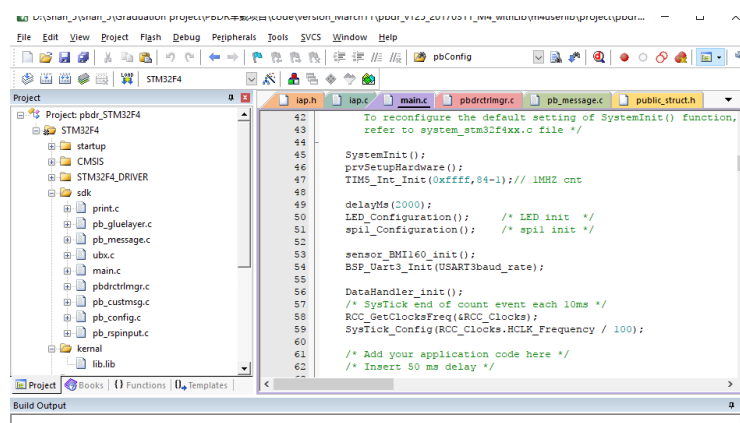 File Edit View Project Flash Debug Peripherals Tools SVCS Window Help
pbConfig
STM32F4
Project
iap.h iap.c main.c pbdrctrlmgr.c pb_message.c public_struct.h
Project: pbdr_STM32F4
STM32F4
startup
CMSIS
STM32F4_DRIVER
sdk
print.c
pb_gluelayer.c
pb_message.c
ubx.c
main.c
pbdrctrlmgr.c
pb_custmsg.c
pb_config.c
pb_rspinput.c
kernal
lib.lib
42 To reconfigure the default setting of SystemInit() function,
43 refer to system_stm32f4xx.c file */
44
45 SystemInit();
46 prvSetupHardware();
47 TIM5_Int_Init(0xffff,84-1);// 1MHZ cnt
48
49 delayMs(2000);
50 LED_Configuration(); /* LED init */
51 spi1_Configuration(); /* spi1 init */
52
53 sensor_BMI160_init();
54 BSP_Uart3_Init(USART3baud_rate);
55
56 DataHandler_init();
57 /* SysTick end of count event each 10ms */
58 RCC_GetClocksFreq(&RCC_Clocks);
59 SysTick_Config(RCC_Clocks.HCLK_Frequency / 100);
60
61 /* Add your application code here */
62 /* Insert 50 ms delay */
Project Books {} Functions Templates
Build Output